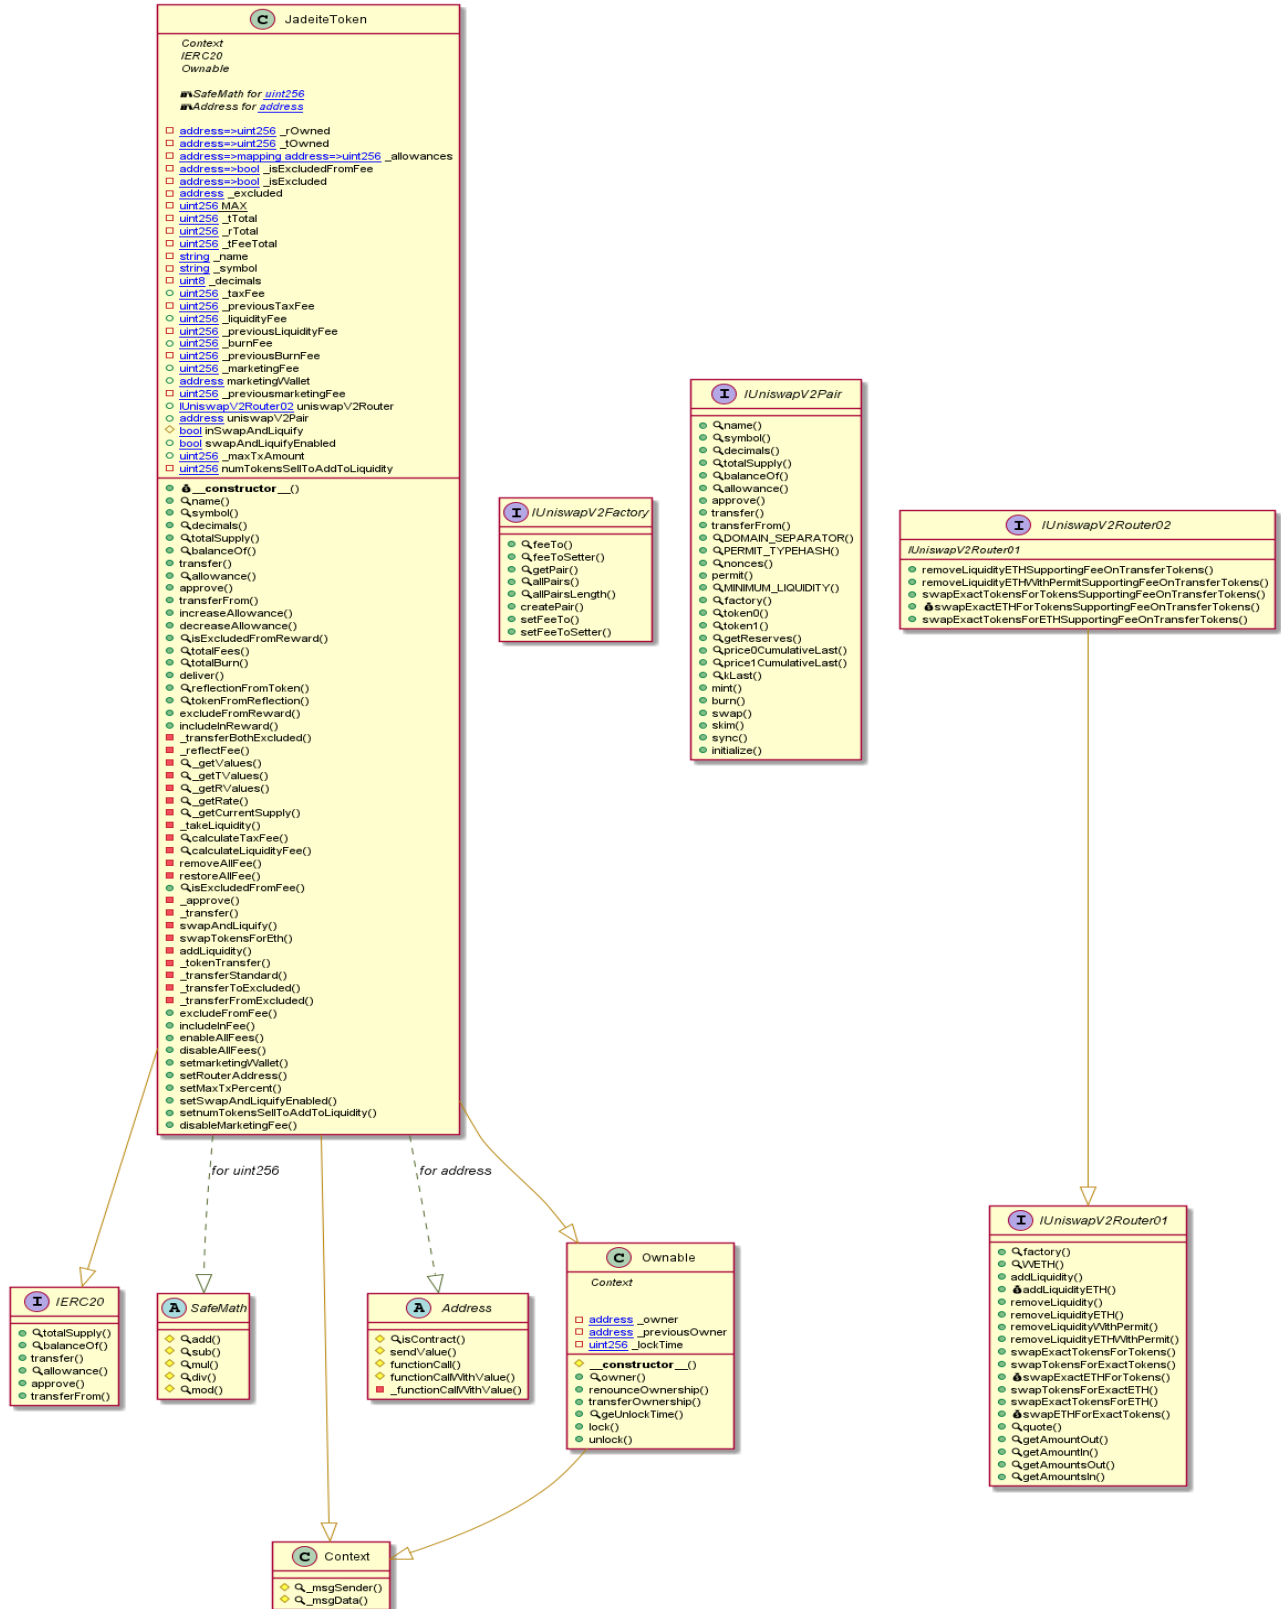 C JadeiteToken
Context
IERC20
Ownable
SafeMath for uint256
Address for address
address=>uint256 _rOwned
address=>uint256 _tOwned
address=>mapping address=>uint256 _allowances
address=>bool _isExcludedFromFee
address=>bool _isExcluded
address _excluded
uint256 MAX
uint256 _tTotal
uint256 _rTotal
uint256 _tFeeTotal
string _name
string _symbol
uint8 _decimals
uint256 _taxFee
uint256 _previousTaxFee
uint256 _liquidityFee
uint256 _previousLiquidityFee
uint256 _burnFee
uint256 _previousBurnFee
uint256 _marketingFee
address marketingWallet
uint256 _previousmarketingFee
IUniswapV2Router02 uniswapV2Router
address uniswapV2Pair
bool inSwapAndLiquify
bool swapAndLiquifyEnabled
uint256 _maxTxAmount
uint256 numTokensSellToAddToLiquidity
__constructor__()
name()
symbol()
decimals()
totalSupply()
balanceOf()
transfer()
allowance()
approve()
transferFrom()
increaseAllowance()
decreaseAllowance()
isExcludedFromReward()
totalFees()
totalBurn()
deliver()
reflectionFromToken()
tokenFromReflection()
excludeFromReward()
includeInReward()
_transferBothExcluded()
_reflectFee()
_getValues()
_getTValues()
_getRValues()
_getRate()
_getCurrentSupply()
_takeLiquidity()
calculateTaxFee()
calculateLiquidityFee()
removeAllFee()
restoreAllFee()
isExcludedFromFee()
_approve()
_transfer()
swapAndLiquify()
swapTokensForEth()
addLiquidity()
_tokenTransfer()
_transferStandard()
_transferToExcluded()
_transferFromExcluded()
excludeFromFee()
includeInFee()
enableAllFees()
disableAllFees()
setmarketingWallet()
setRouterAddress()
setMaxTxPercent()
setSwapAndLiquifyEnabled()
setnumTokensSellToAddToLiquidity()
disableMarketingFee()
I IUniswapV2Factory
feeTo()
feeToSetter()
getPair()
allPairs()
allPairsLength()
createPair()
setFeeTo()
setFeeToSetter()
I IUniswapV2Pair
name()
symbol()
decimals()
totalSupply()
balanceOf()
allowance()
approve()
transfer()
transferFrom()
DOMAIN_SEPARATOR()
PERMIT_TYPEHASH()
nonces()
permit()
MINIMUM_LIQUIDITY()
factory()
token0()
token1()
getReserves()
price0CumulativeLast()
price1CumulativeLast()
kLast()
mint()
burn()
swap()
skim()
sync()
initialize()
I IUniswapV2Router02
IUniswapV2Router01
removeLiquidityETHSupportingFeeOnTransferTokens()
removeLiquidityETHWithPermitSupportingFeeOnTransferTokens()
swapExactTokensForTokensSupportingFeeOnTransferTokens()
swapExactETHForTokensSupportingFeeOnTransferTokens()
swapExactTokensForETHSupportingFeeOnTransferTokens()
for uint256
for address
I IERC20
totalSupply()
balanceOf()
transfer()
allowance()
approve()
transferFrom()
A SafeMath
add()
sub()
mul()
div()
mod()
A Address
isContract()
sendValue()
functionCall()
functionCallWithValue()
_functionCallWithValue()
C Ownable
Context
address _owner
address _previousOwner
uint256 _lockTime
__constructor__()
owner()
renounceOwnership()
transferOwnership()
geUnlockTime()
lock()
unlock()
I IUniswapV2Router01
factory()
WETH()
addLiquidity()
addLiquidityETH()
removeLiquidity()
removeLiquidityETH()
removeLiquidityWithPermit()
removeLiquidityETHWithPermit()
swapExactTokensForTokens()
swapTokensForExactTokens()
swapExactETHForTokens()
swapTokensForExactETH()
swapExactTokensForETH()
swapETHForExactTokens()
quote()
getAmountOut()
getAmountIn()
getAmountsOut()
getAmountsIn()
C Context
_msgSender()
_msgData()